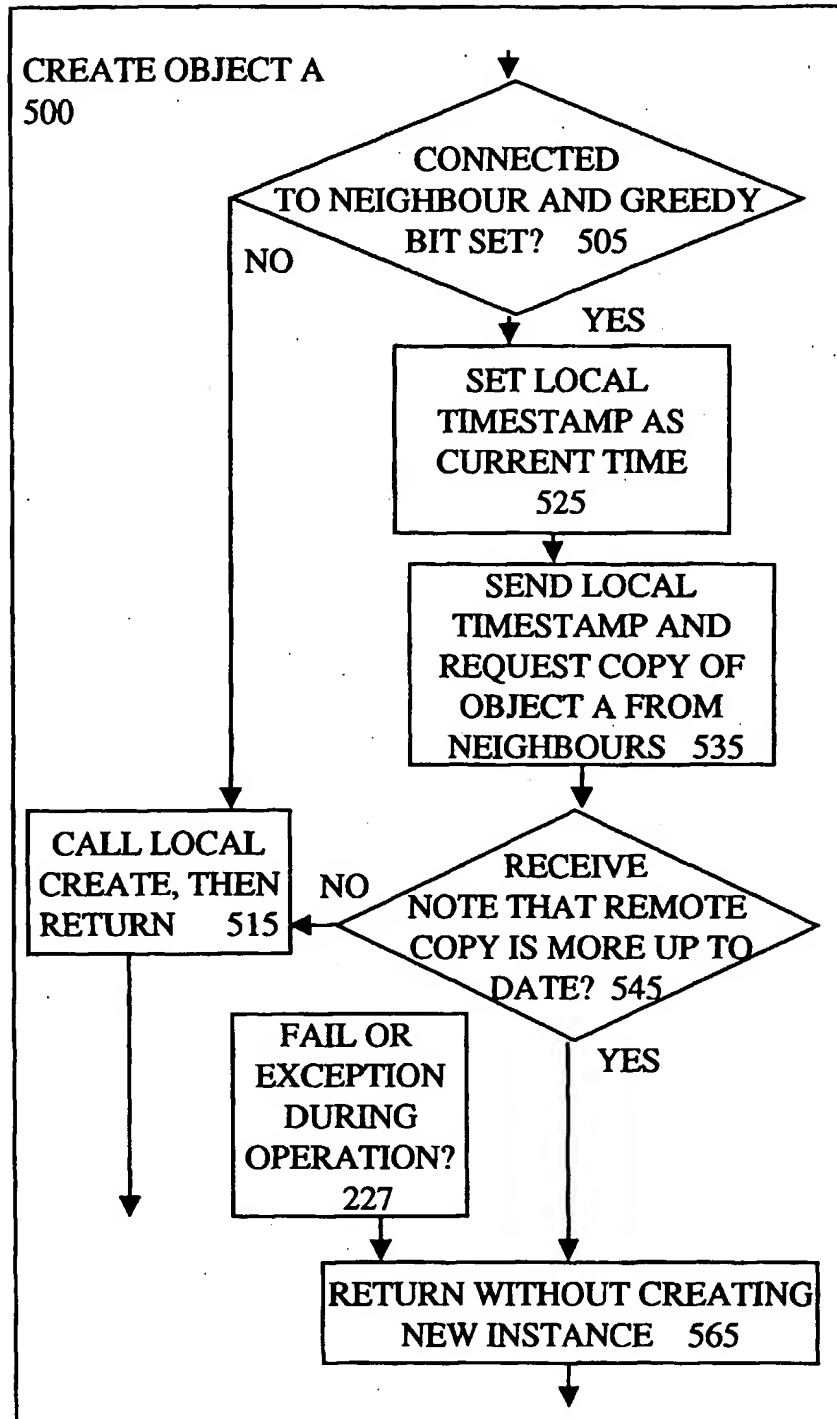 CREATE OBJECT A
500
CONNECTED
TO NEIGHBOUR AND GREEDY
BIT SET? 505
NO
YES
SET LOCAL
TIMESTAMP AS
CURRENT TIME
525
SEND LOCAL
TIMESTAMP AND
REQUEST COPY OF
OBJECT A FROM
NEIGHBOURS 535
CALL LOCAL
CREATE, THEN
RETURN 515
NO
RECEIVE
NOTE THAT REMOTE
COPY IS MORE UP TO
DATE? 545
YES
FAIL OR
EXCEPTION
DURING
OPERATION?
227
RETURN WITHOUT CREATING
NEW INSTANCE 565